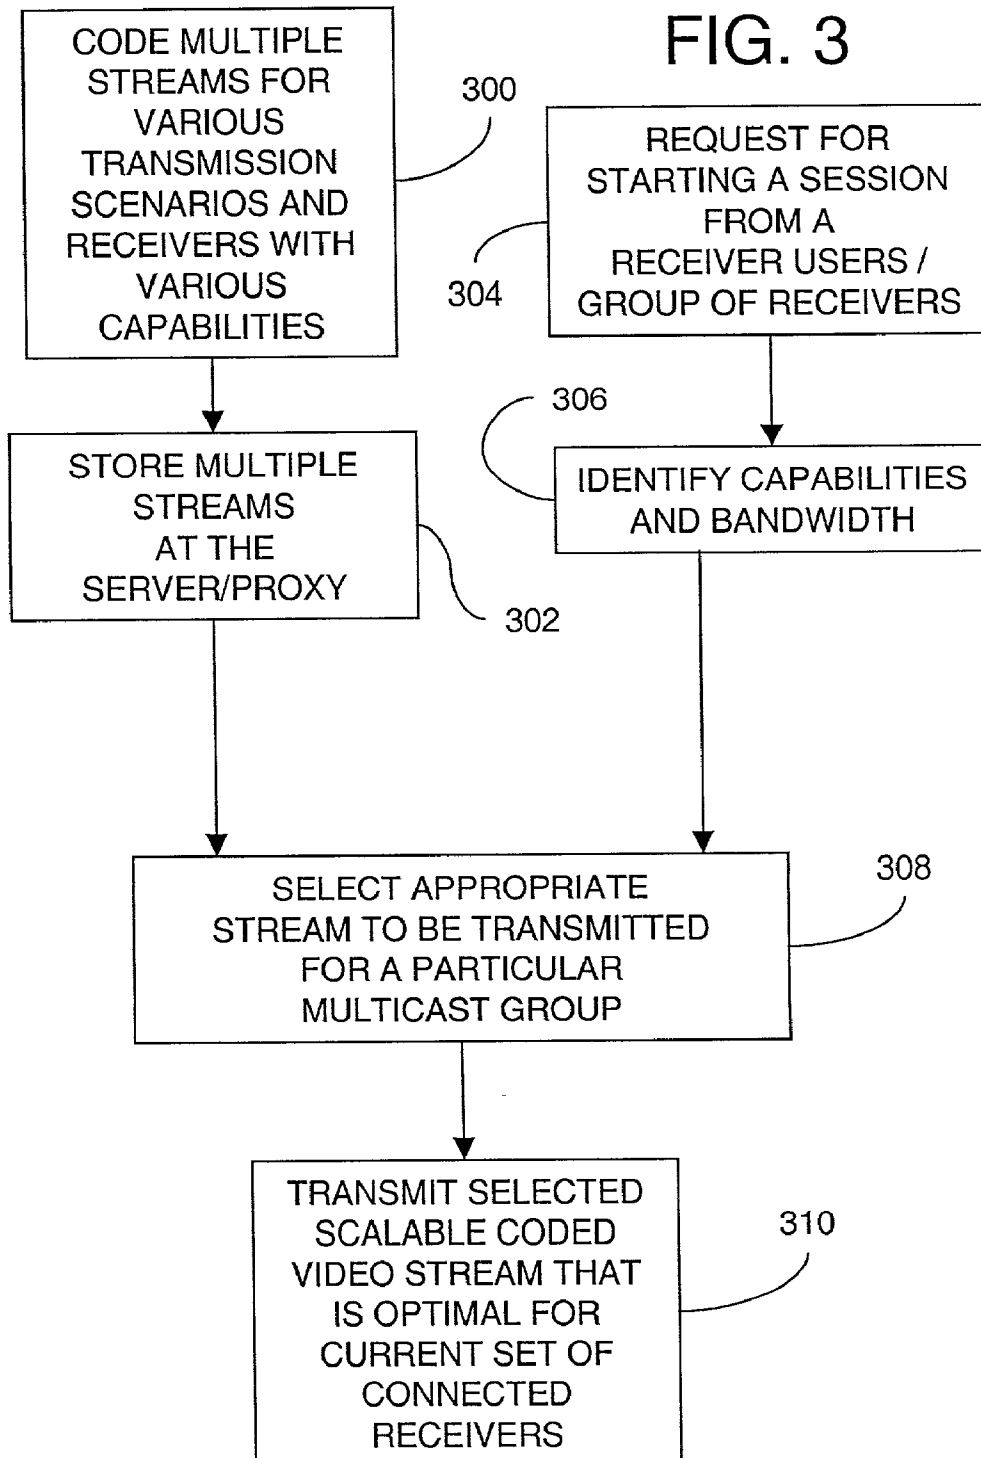 FIG. 3
CODE MULTIPLE
STREAMS FOR
VARIOUS
TRANSMISSION
SCENARIOS AND
RECEIVERS WITH
VARIOUS
CAPABILITIES
300
REQUEST FOR
STARTING A SESSION
FROM A
RECEIVER USERS /
GROUP OF RECEIVERS
304
STORE MULTIPLE
STREAMS
AT THE
SERVER/PROXY
302
306
IDENTIFY CAPABILITIES
AND BANDWIDTH
SELECT APPROPRIATE
STREAM TO BE TRANSMITTED
FOR A PARTICULAR
MULTICAST GROUP
308
TRANSMIT SELECTED
SCALABLE CODED
VIDEO STREAM THAT
IS OPTIMAL FOR
CURRENT SET OF
CONNECTED
RECEIVERS
310